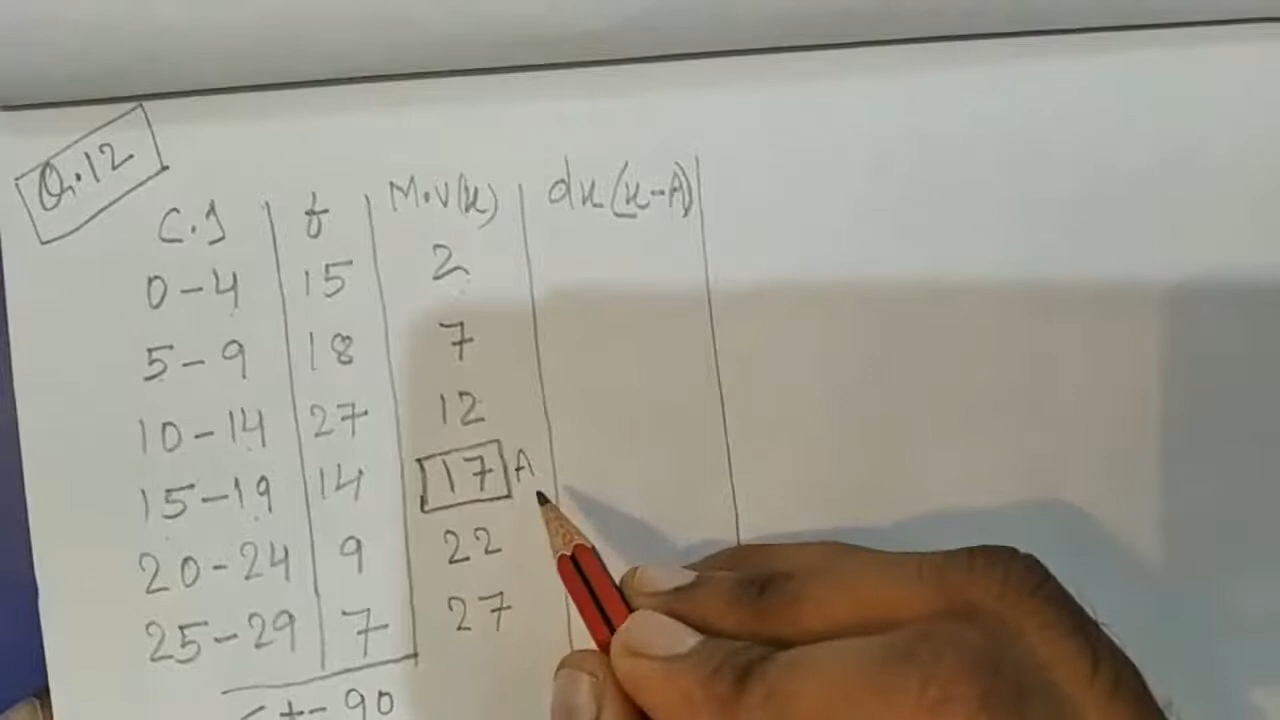 Q.12
C.I f M.V(x) dx(x-A)
0-4 15 2
5-9 18 7
10-14 27 12
15-19 14 17 A
20-24 9 22
25-29 7 27
90